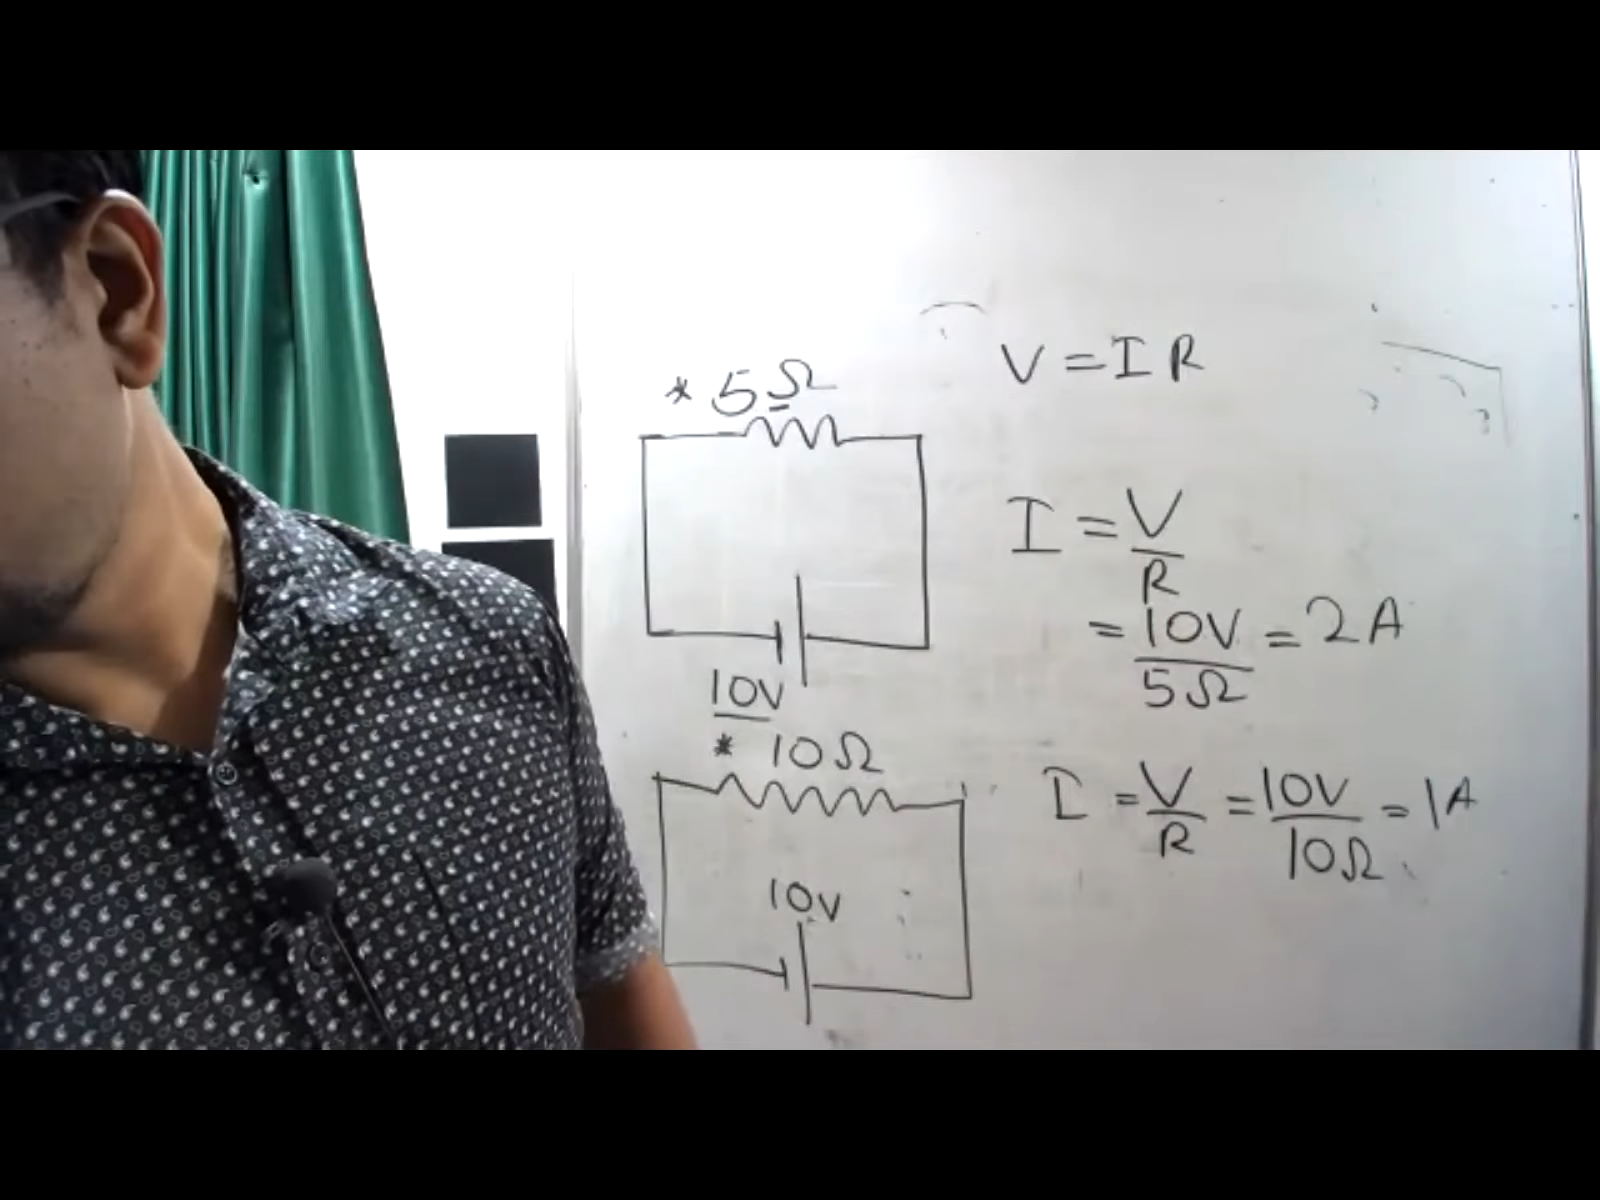 * 5Ω
10V
* 10Ω
10V
V = I R
I = V/R
= 10V/5Ω = 2A
I = V/R = 10V/10Ω = 1A